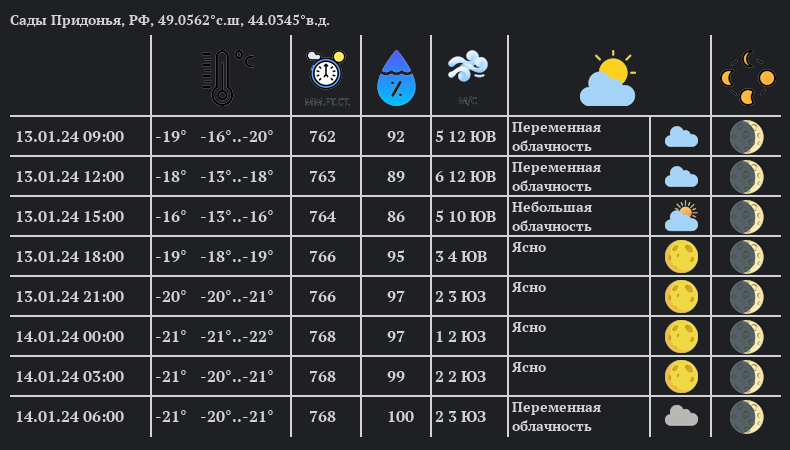 Сады Придонья, РФ, 49.0562°с.ш, 44.0345°в.д.
°C
%
ММ.РТ.СТ.
М/С
13.01.24 09:00 -19° -16°..-20° 762 92 5 12 ЮВ Переменная облачность
13.01.24 12:00 -18° -13°..-18° 763 89 6 12 ЮВ Переменная облачность
13.01.24 15:00 -16° -13°..-16° 764 86 5 10 ЮВ Небольшая облачность
13.01.24 18:00 -19° -18°..-19° 766 95 3 4 ЮВ Ясно
13.01.24 21:00 -20° -20°..-21° 766 97 2 3 ЮЗ Ясно
14.01.24 00:00 -21° -21°..-22° 768 97 1 2 ЮЗ Ясно
14.01.24 03:00 -21° -20°..-21° 768 99 2 2 ЮЗ Ясно
14.01.24 06:00 -21° -20°..-21° 768 100 2 3 ЮЗ Переменная облачность